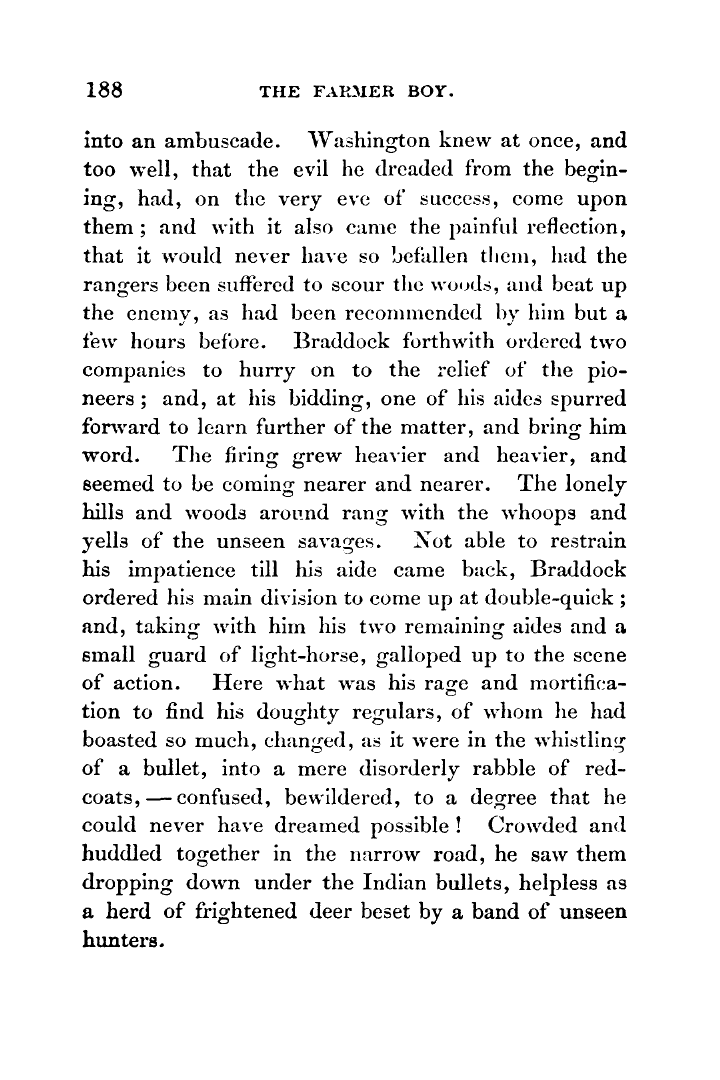 188 THE FARMER BOY.
into an ambuscade. Washington knew at once, and
too well, that the evil he dreaded from the begin-
ing, had, on the very eve of success, come upon
them ; and with it also came the painful reflection,
that it would never have so befallen them, had the
rangers been suffered to scour the woods, and beat up
the enemy, as had been recommended by him but a
few hours before. Braddock forthwith ordered two
companies to hurry on to the relief of the pio-
neers ; and, at his bidding, one of his aides spurred
forward to learn further of the matter, and bring him
word. The firing grew heavier and heavier, and
seemed to be coming nearer and nearer. The lonely
hills and woods around rang with the whoops and
yells of the unseen savages. Not able to restrain
his impatience till his aide came back, Braddock
ordered his main division to come up at double-quick ;
and, taking with him his two remaining aides and a
small guard of light-horse, galloped up to the scene
of action. Here what was his rage and mortifica-
tion to find his doughty regulars, of whom he had
boasted so much, changed, as it were in the whistling
of a bullet, into a mere disorderly rabble of red-
coats, — confused, bewildered, to a degree that he
could never have dreamed possible ! Crowded and
huddled together in the narrow road, he saw them
dropping down under the Indian bullets, helpless as
a herd of frightened deer beset by a band of unseen
hunters.